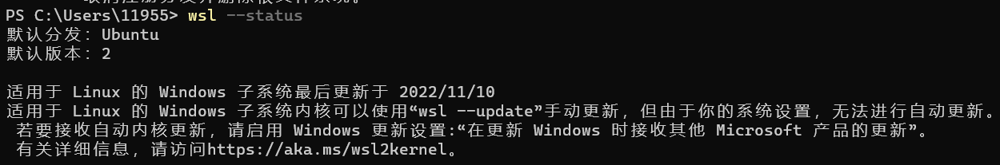 PS C:\Users\11955> wsl --status
默认分发：Ubuntu
默认版本：2
适用于 Linux 的 Windows 子系统最后更新于 2022/11/10
适用于 Linux 的 Windows 子系统内核可以使用“wsl --update”手动更新，但由于你的系统设置，无法进行自动更新。
若要接收自动内核更新，请启用 Windows 更新设置:“在更新 Windows 时接收其他 Microsoft 产品的更新”。
有关详细信息，请访问https://aka.ms/wsl2kernel。